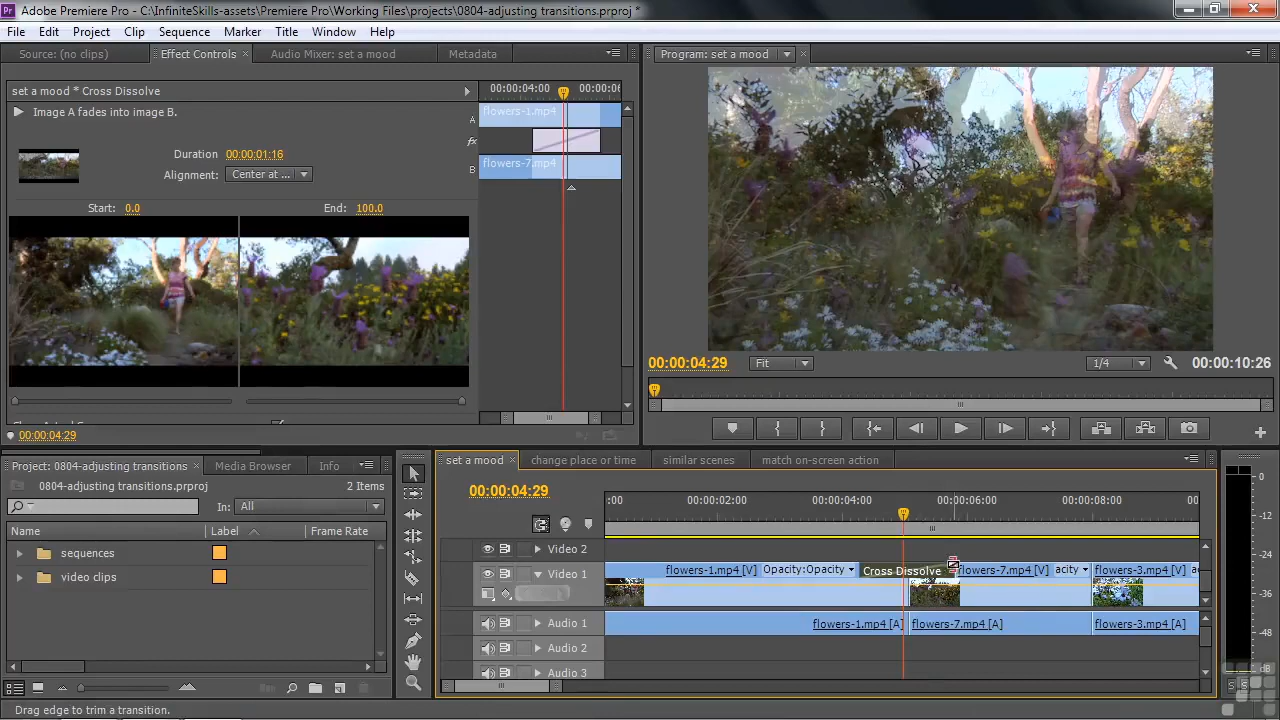 Adobe Premiere Pro - C:\InfiniteSkills-assets\Premiere Pro\Working Files\projects\0804-adjusting transitions.prproj *
File Edit Project Clip Sequence Marker Title Window Help
Source: (no clips) Effect Controls Audio Mixer: set a mood Metadata
Program: set a mood
set a mood * Cross Dissolve
00:00:04:00 00:00:06
Image A fades into image B.
A flowers-1.mp4
fx
Duration 00:00:01:16
B flowers-7.mp4
Alignment: Center at ...
Start: 0.0 End: 100.0
00:00:04:29 Fit 1/4 00:00:10:26
00:00:04:29
Project: 0804-adjusting transitions Media Browser Info
0804-adjusting transitions.prproj 2 Items
In: All
Name Label Frame Rate
sequences
video clips
set a mood change place or time similar scenes match on-screen action
00:00:04:29
:00 00:00:02:00 00:00:04:00 00:00:06:00 00:00:08:00 00
Video 2
Video 1 flowers-1.mp4 [V] Opacity:Opacity Cross Dissolve flowers-7.mp4 [V] acity flowers-3.mp4 [V]
Audio 1 flowers-1.mp4 [A] flowers-7.mp4 [A] flowers-3.mp4 [A]
Audio 2
Audio 3
0
-12
-24
-36
-48
dB
S S
Drag edge to trim a transition.